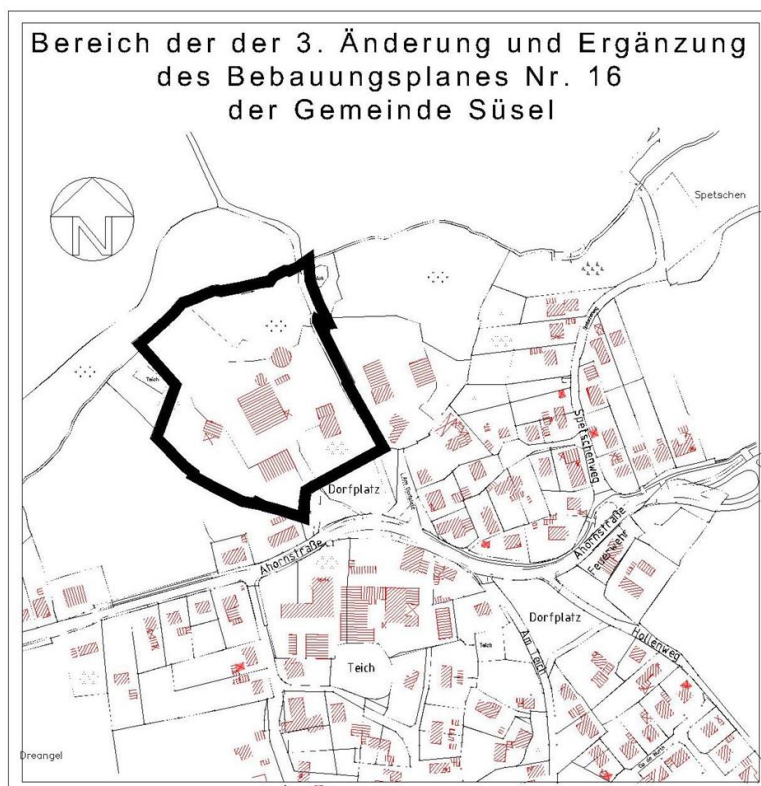 Bereich der der 3. Änderung und Ergänzung
des Bebauungsplanes Nr. 16
der Gemeinde Süsel
Spetschen
N
Teich
Spetschenweg
Dorfplatz
Ahornstraße
Ahornstraße
Feuerwehr
Dorfplatz
Am Teich
Hollenweg
Teich
Teich
Dreangel